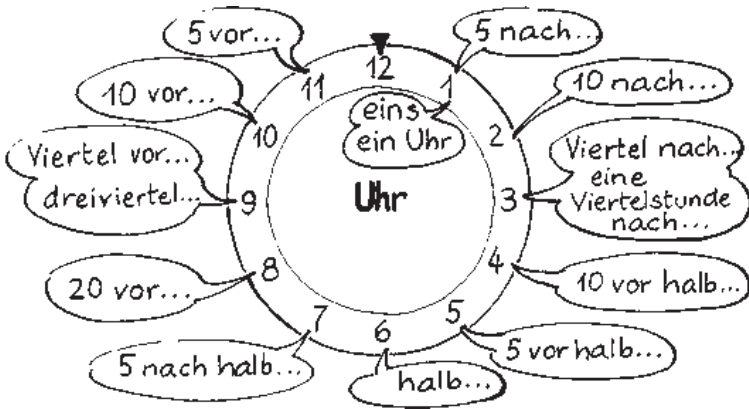 5 vor...
5 nach...
11
12
1
10 vor...
10 nach...
eins
ein Uhr
10
2
Viertel vor...
dreiviertel...
Viertel nach...
eine
Viertelstunde
nach...
9
Uhr
3
8
4
20 vor...
10 vor halb...
7
6
5
5 nach halb...
halb...
5 vor halb...